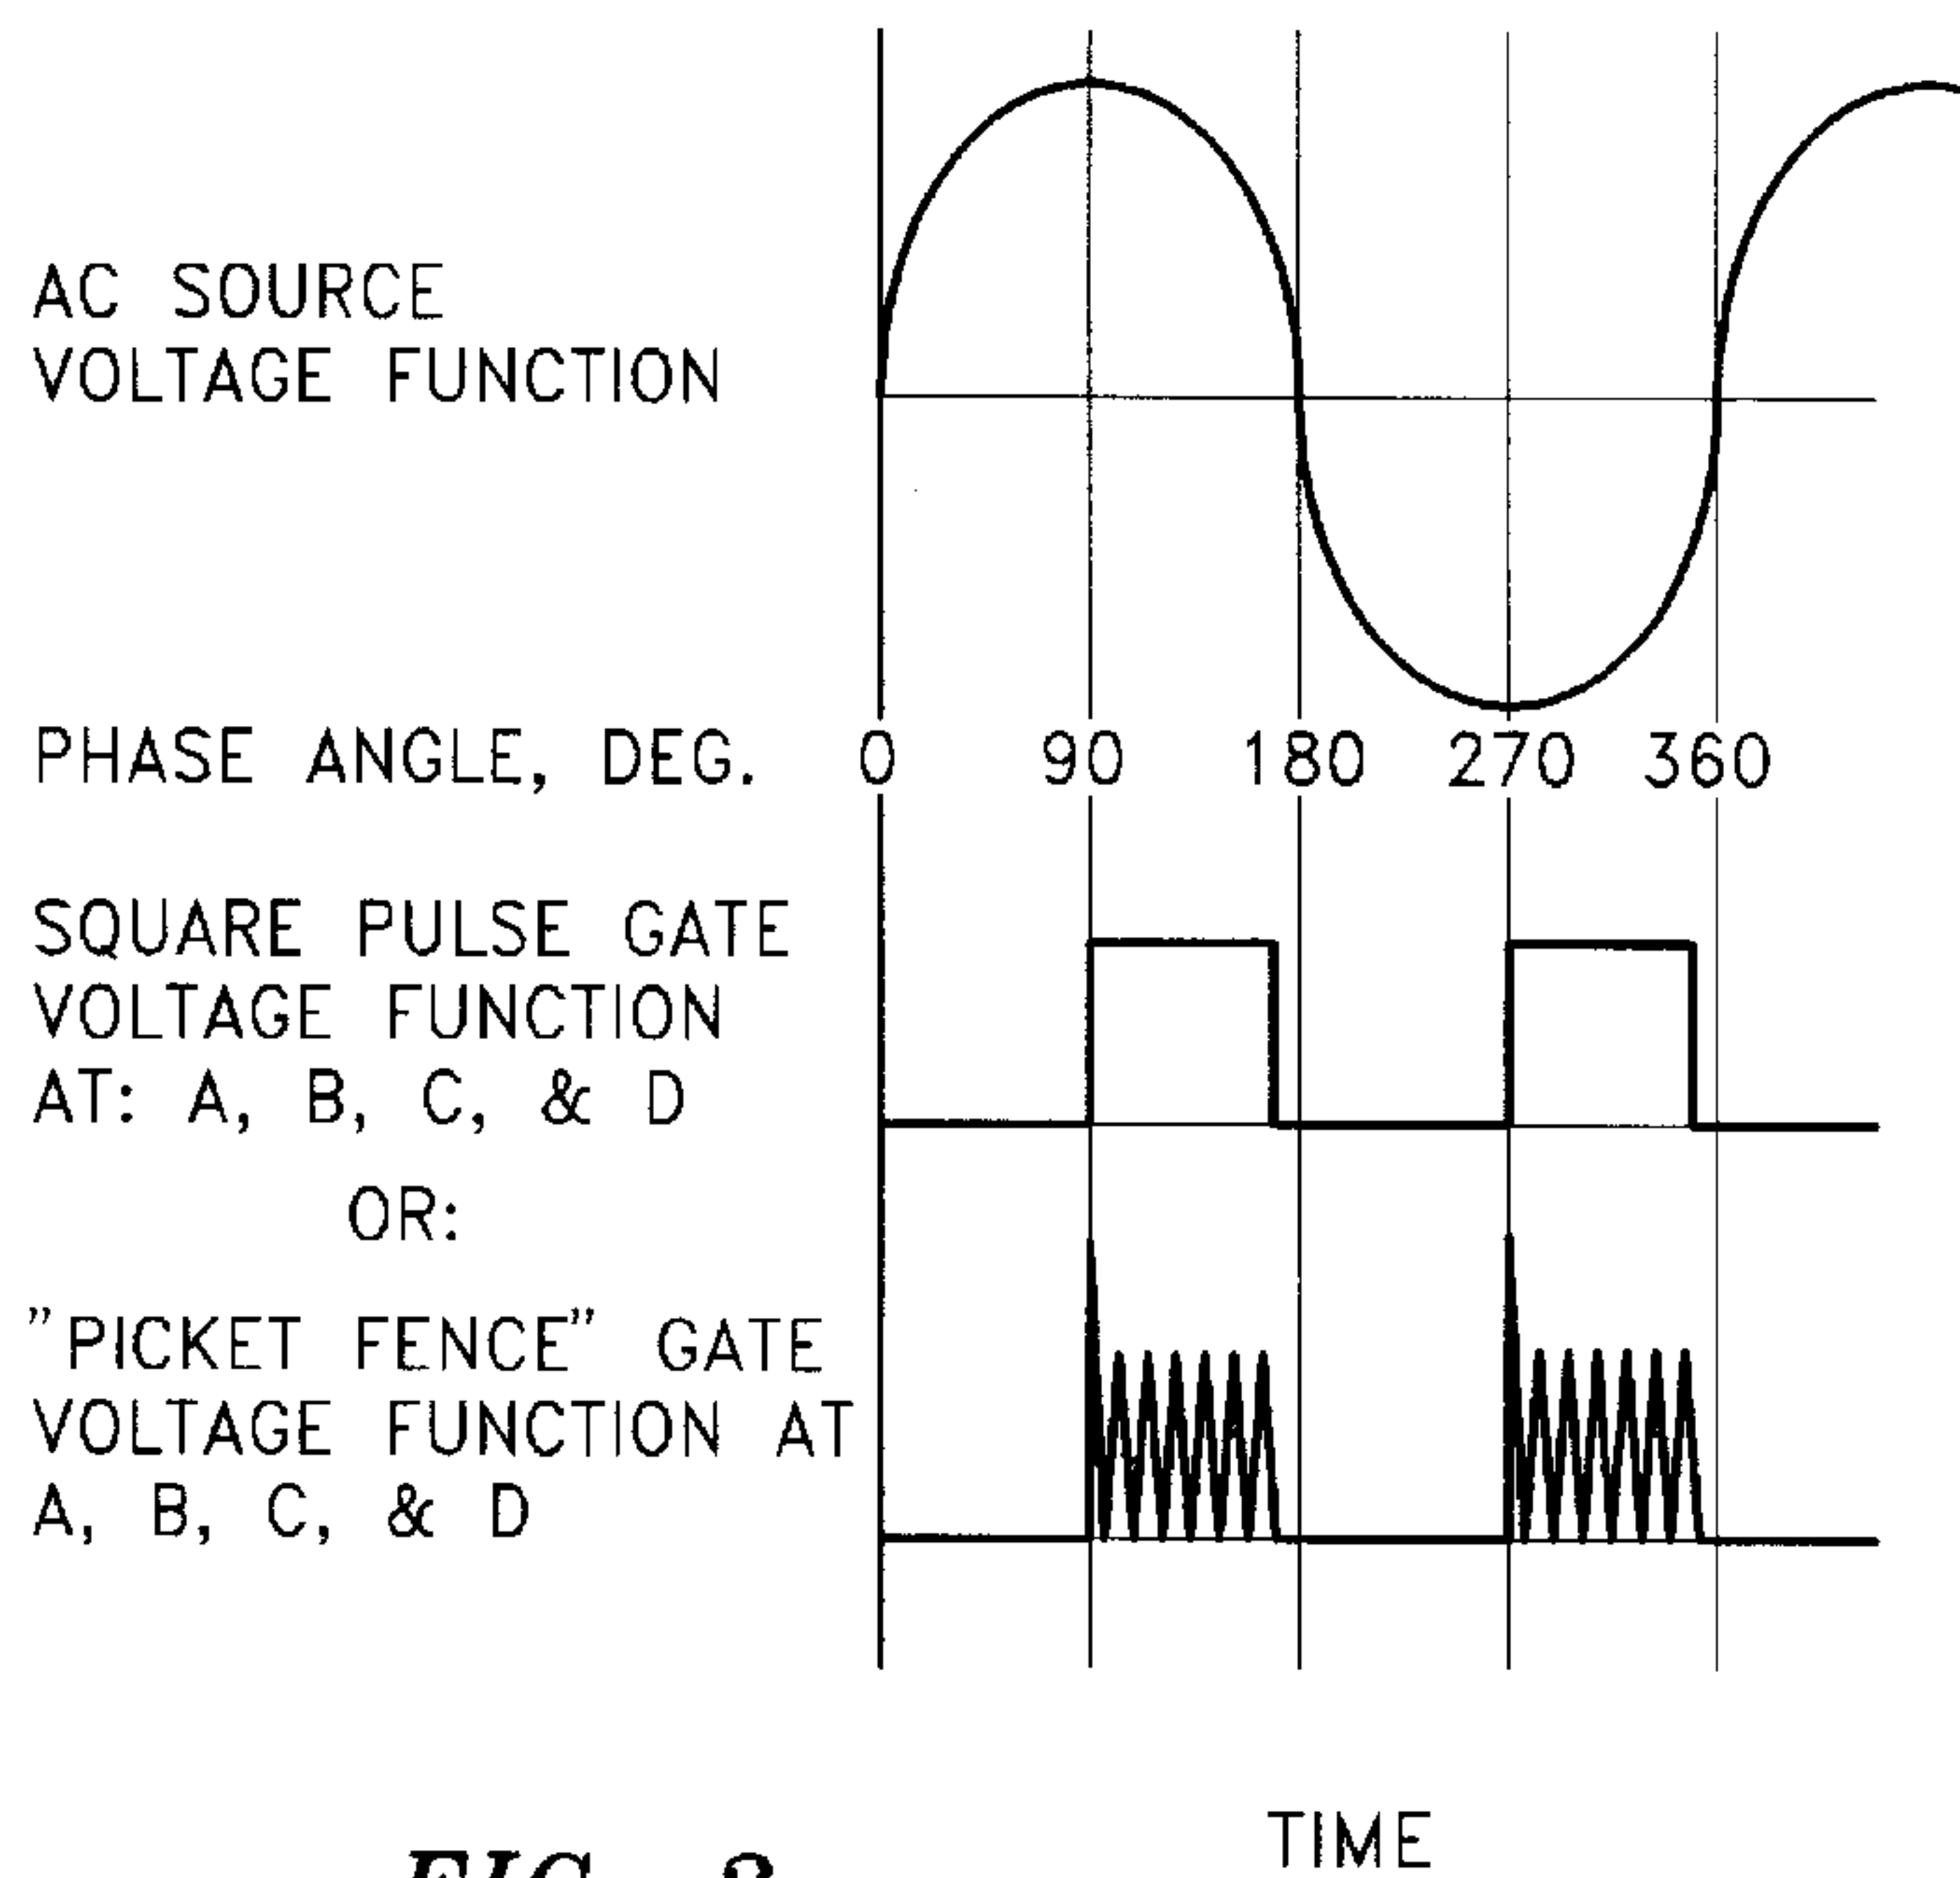 AC SOURCE
VOLTAGE FUNCTION
PHASE ANGLE, DEG. 0 90 180 270 360
SQUARE PULSE GATE
VOLTAGE FUNCTION
AT: A, B, C, & D
OR:
"PICKET FENCE" GATE
VOLTAGE FUNCTION AT
A, B, C, & D
TIME
FIG.